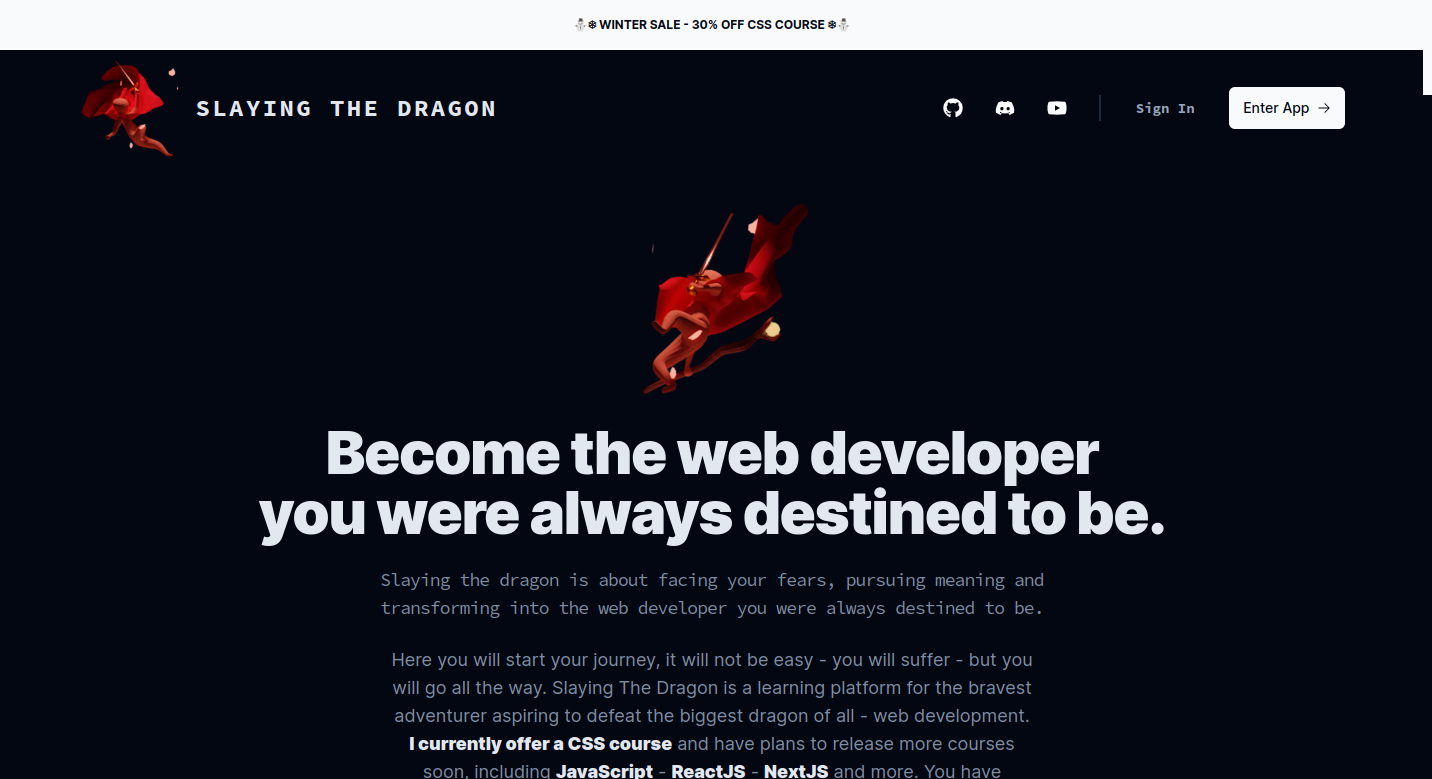 ☃️❄ WINTER SALE - 30% OFF CSS COURSE ❄☃️
SLAYING THE DRAGON
Sign In
Enter App →
Become the web developer
you were always destined to be.
Slaying the dragon is about facing your fears, pursuing meaning and
transforming into the web developer you were always destined to be.
Here you will start your journey, it will not be easy - you will suffer - but you
will go all the way. Slaying The Dragon is a learning platform for the bravest
adventurer aspiring to defeat the biggest dragon of all - web development.
I currently offer a CSS course and have plans to release more courses
soon, including JavaScript - ReactJS - NextJS and more. You have